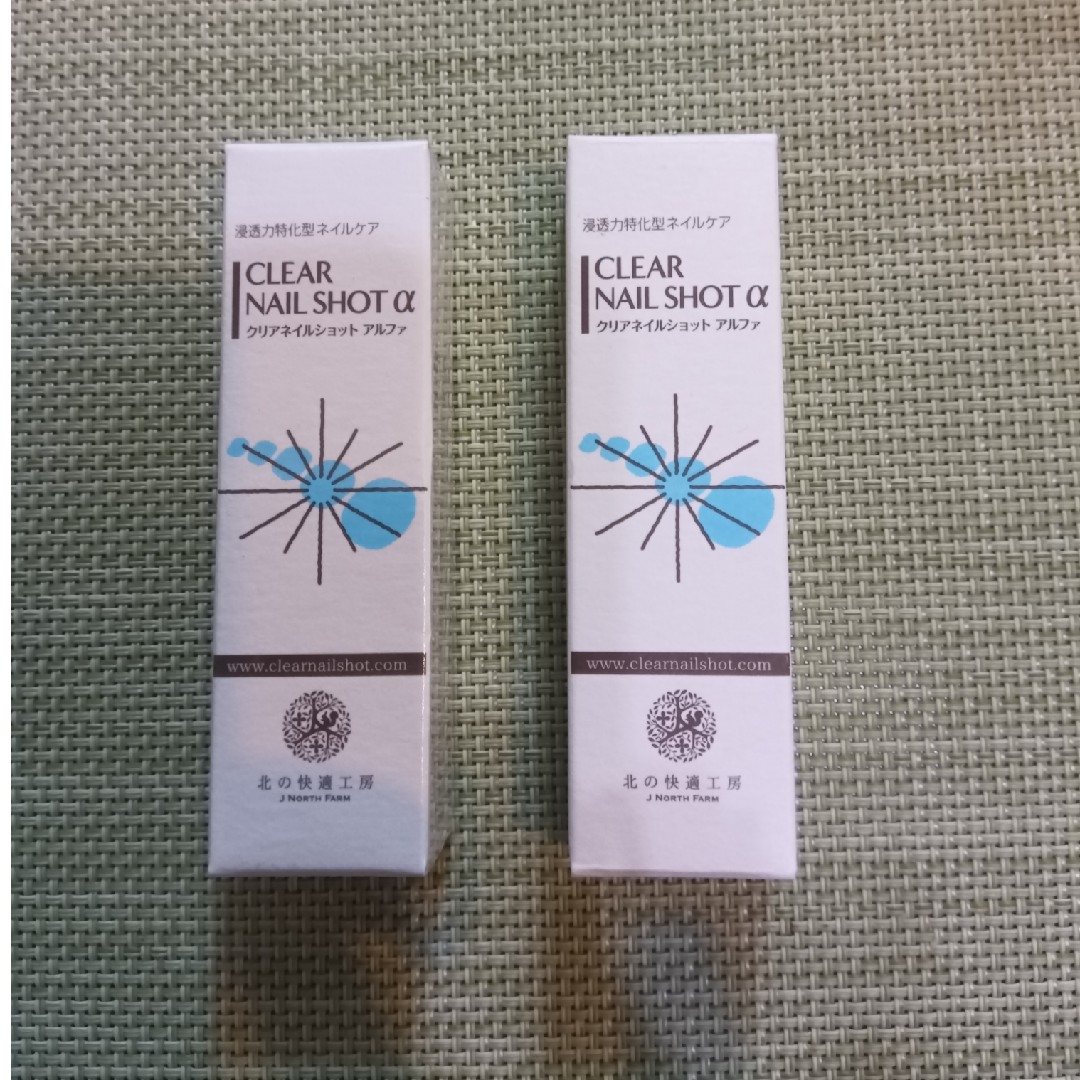 浸透力特化型ネイルケア
CLEAR
NAIL SHOT α
クリアネイルショット アルファ
www.clearnailshot.com
北の快適工房
J NORTH FARM
浸透力特化型ネイルケア
CLEAR
NAIL SHOT α
クリアネイルショット アルファ
www.clearnailshot.com
北の快適工房
J NORTH FARM